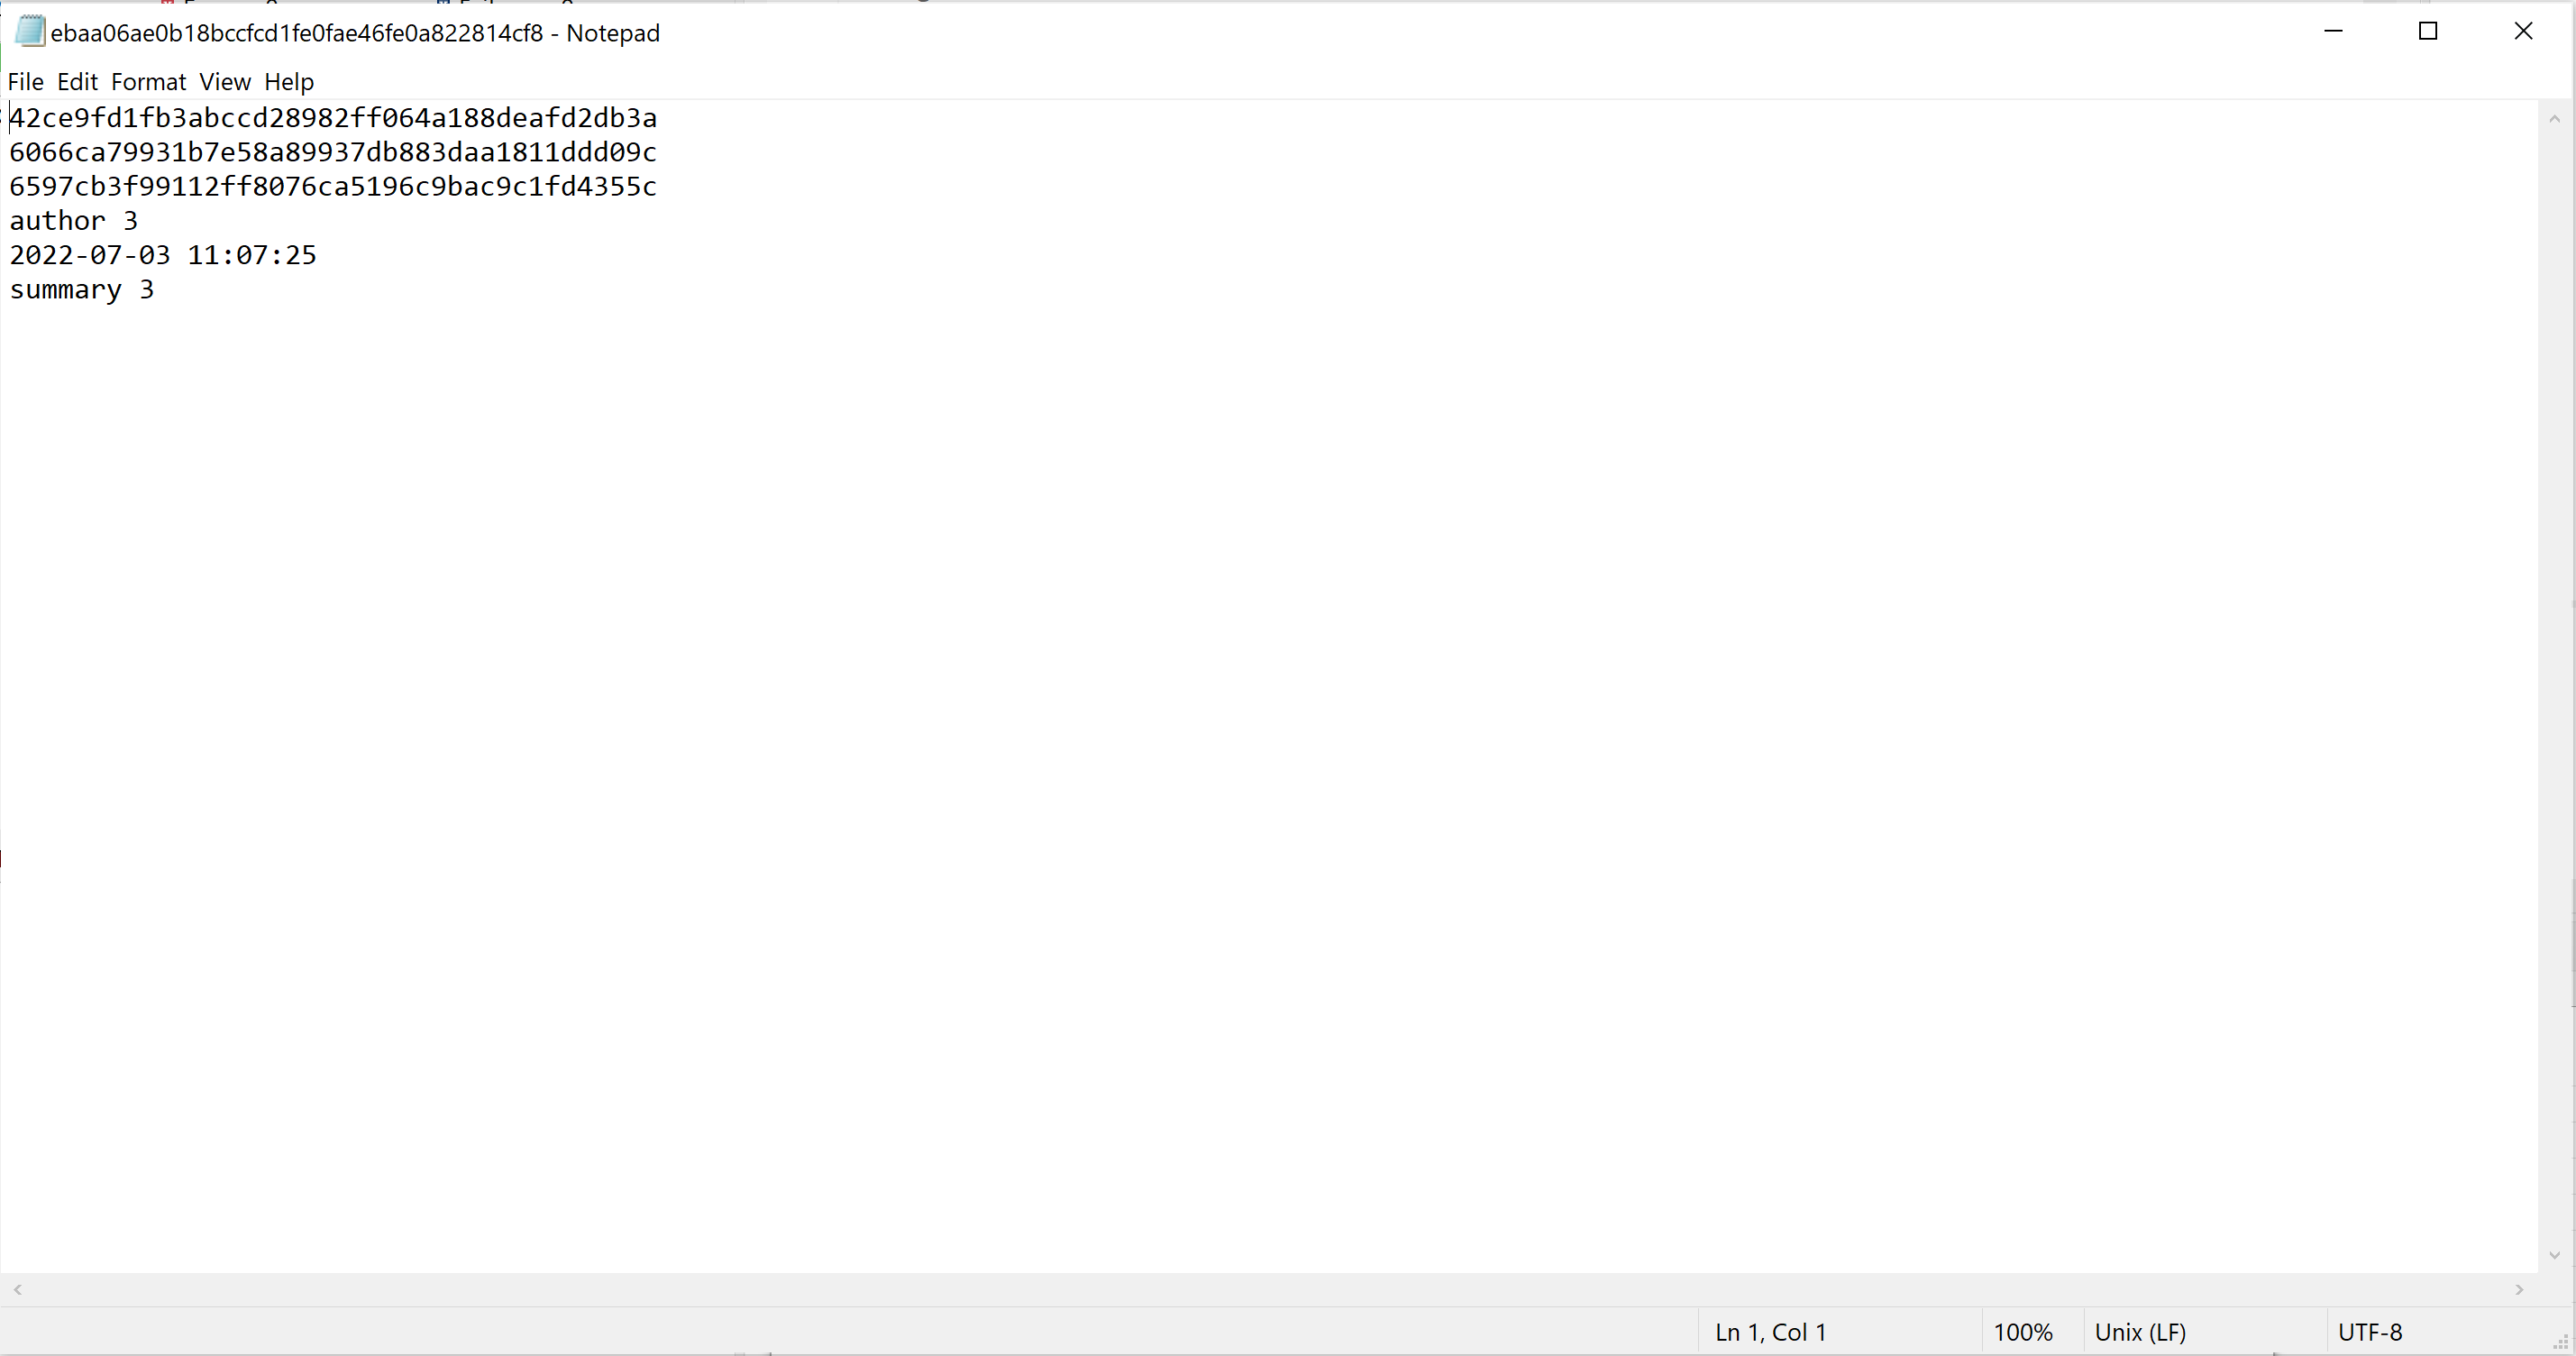 ebaa06ae0b18bccfcd1fe0fae46fe0a822814cf8 - Notepad
File Edit Format View Help
42ce9fd1fb3abccd28982ff064a188deafd2db3a
6066ca79931b7e58a89937db883daa1811ddd09c
6597cb3f99112ff8076ca5196c9bac9c1fd4355c
author 3
2022-07-03 11:07:25
summary 3
Ln 1, Col 1 100% Unix (LF) UTF-8